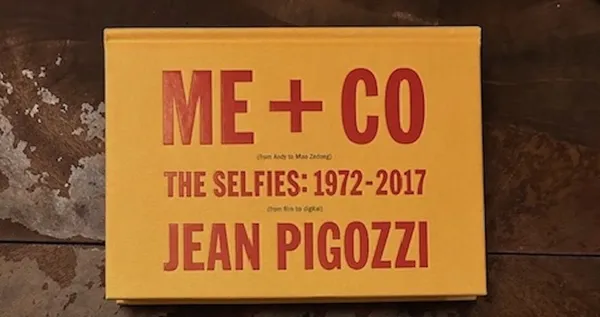 ME + CO
(from Andy to Mao Zedong)
THE SELFIES: 1972-2017
(from film to digital)
JEAN PIGOZZI